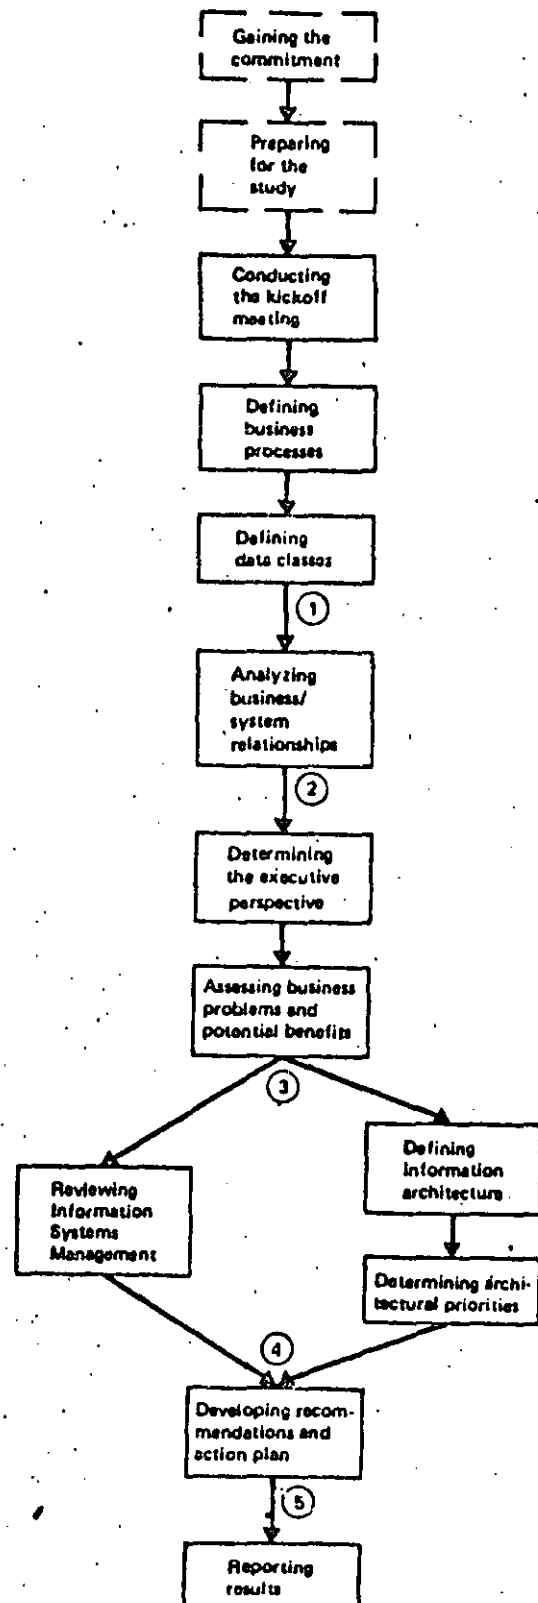 Gaining the
commitment
Preparing
for the
study
Conducting
the kickoff
meeting
Defining
business
processes
Defining
data classes
1
Analyzing
business/
system
relationships
2
Determining
the executive
perspective
Assessing business
problems and
potential benefits
3
Defining
Information
architecture
Reviewing
Information
Systems
Management
Determining archi-
tectural priorities
4
Developing recom-
mendations and
action plan
5
Reporting
results